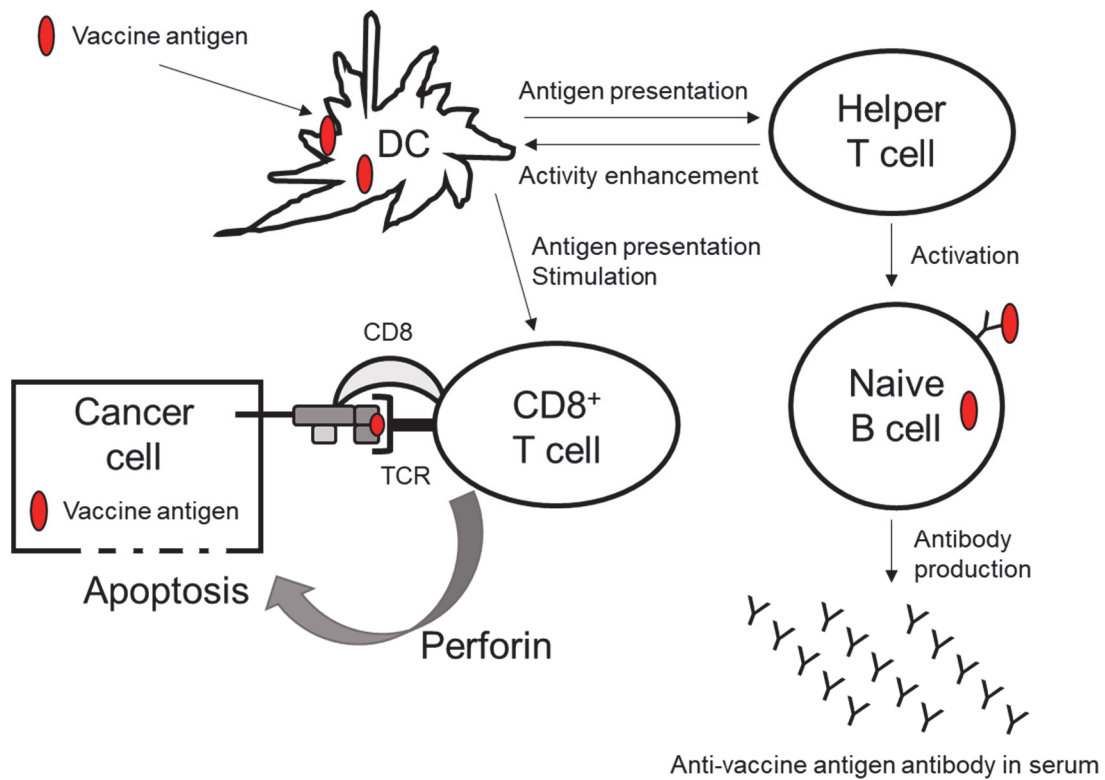 Vaccine antigen
DC
Antigen presentation
Activity enhancement
Helper
T cell
Antigen presentation
Stimulation
Activation
CD8
Cancer
cell
Vaccine antigen
TCR
CD8⁺
T cell
Naive
B cell
Apoptosis
Perforin
Antibody
production
Anti-vaccine antigen antibody in serum